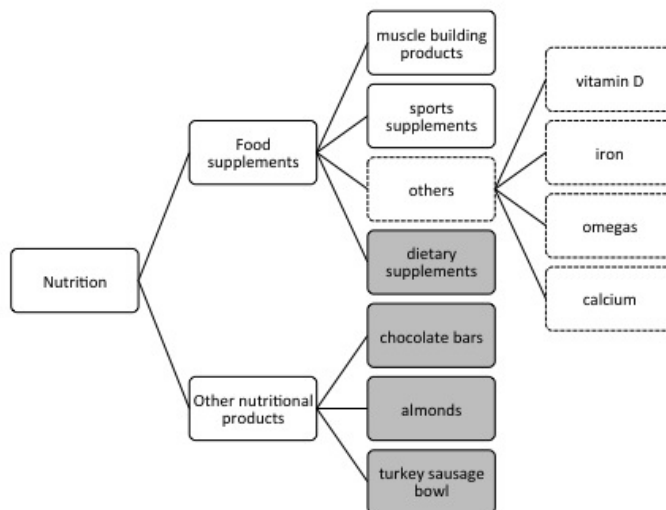 muscle building
products
sports
supplements
others
dietary
supplements
vitamin D
iron
omegas
calcium
Food
supplements
Nutrition
Other nutritional
products
chocolate bars
almonds
turkey sausage
bowl